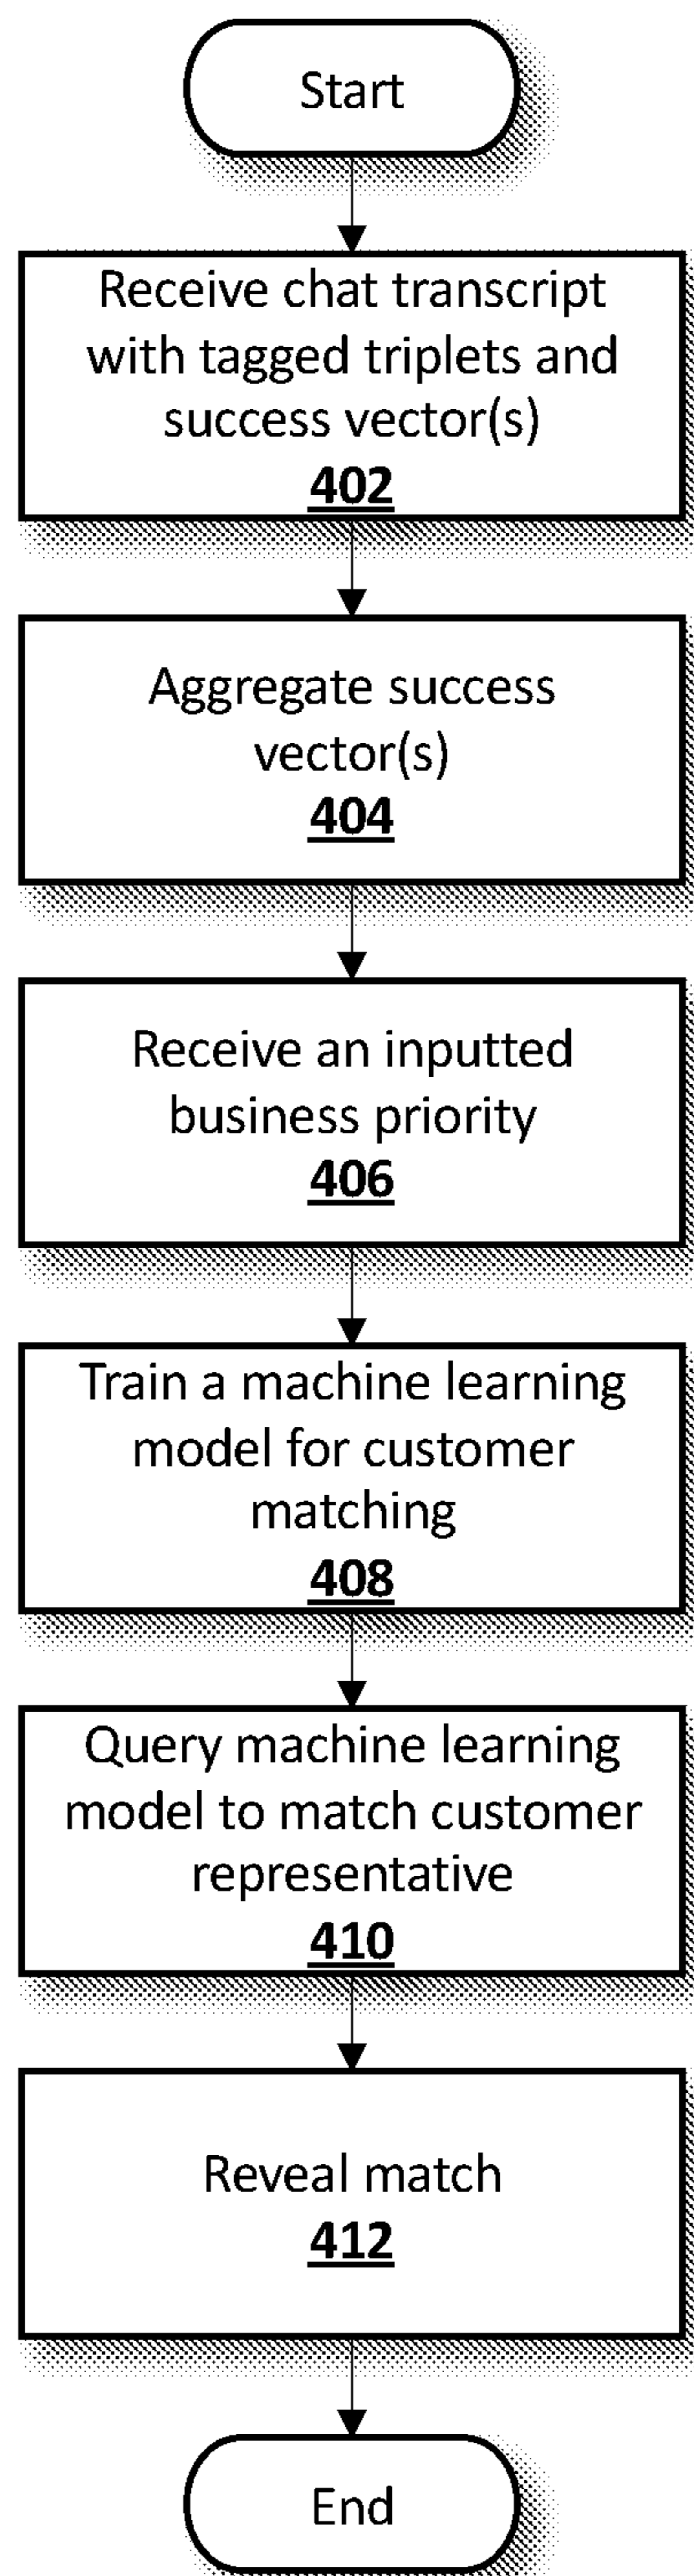 Start
Receive chat transcript
with tagged triplets and
success vector(s)
402
Aggregate success
vector(s)
404
Receive an inputted
business priority
406
Train a machine learning
model for customer
matching
408
Query machine learning
model to match customer
representative
410
Reveal match
412
End